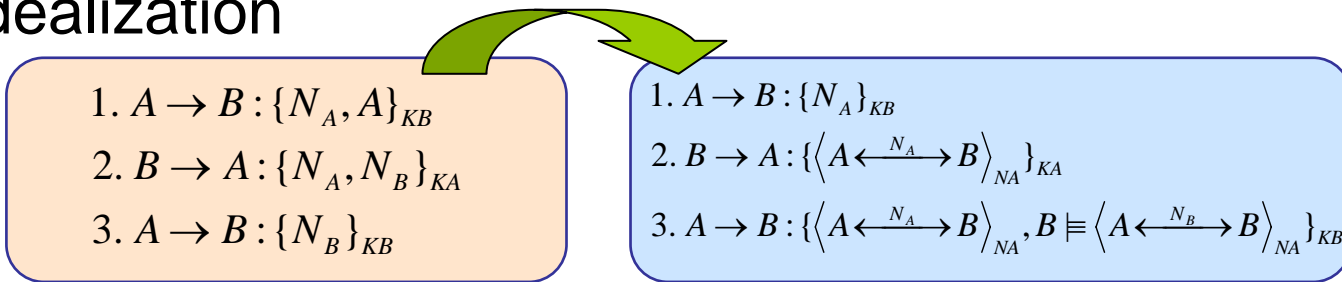 dealization
1. A → B : {N_A, A}_KB
2. B → A : {N_A, N_B}_KA
3. A → B : {N_B}_KB
1. A → B : {N_A}_KB
2. B → A : {⟨A ⟷^{N_A} B⟩_NA}_KA
3. A → B : {⟨A ⟷^{N_A} B⟩_NA, B |≡ ⟨A ⟷^{N_B} B⟩_NA}_KB